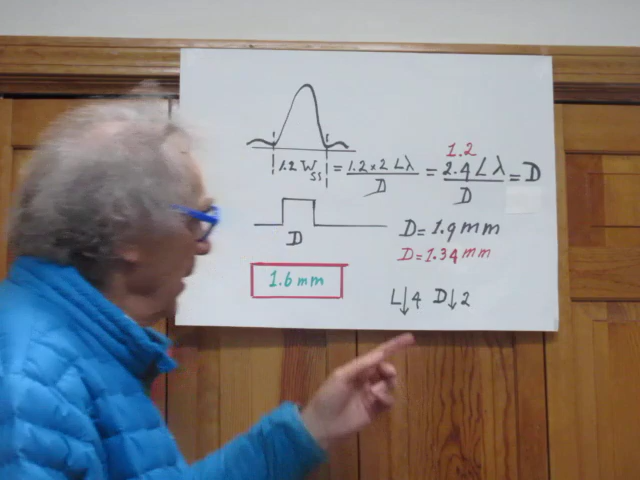 1.2
1.2 Wss = 1.2 x 2 Lλ / D = 2.4 Lλ / D = D
D
D = 1.9 mm
D = 1.34 mm
1.6 mm
L↓4 D↓2